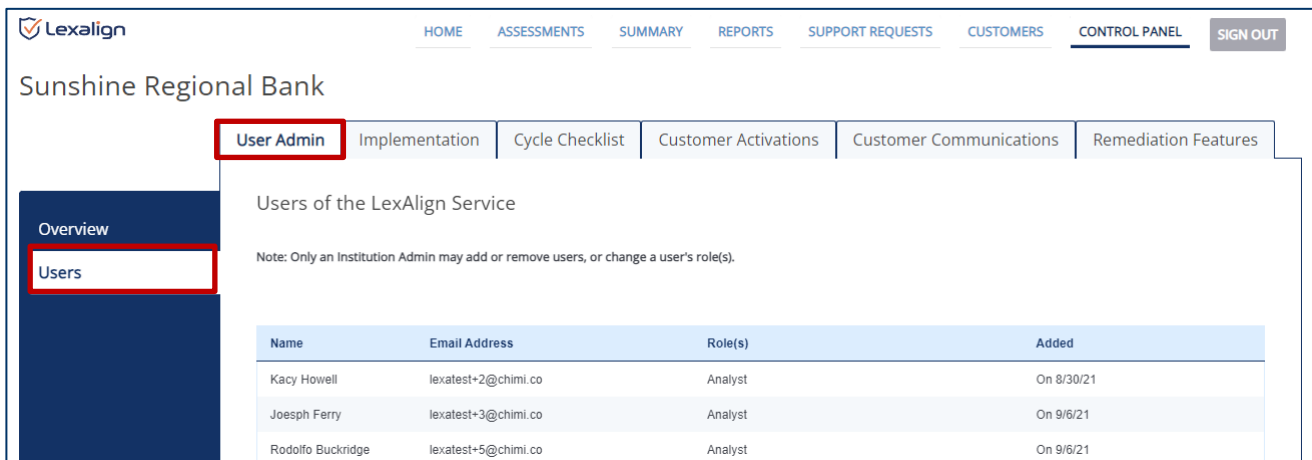 Lexalign
HOME ASSESSMENTS SUMMARY REPORTS SUPPORT REQUESTS CUSTOMERS CONTROL PANEL SIGN OUT
Sunshine Regional Bank
User Admin Implementation Cycle Checklist Customer Activations Customer Communications Remediation Features
Overview
Users
Users of the LexAlign Service
Note: Only an Institution Admin may add or remove users, or change a user's role(s).
Name Email Address Role(s) Added
Kacy Howell lexatest+2@chimi.co Analyst On 8/30/21
Joesph Ferry lexatest+3@chimi.co Analyst On 9/6/21
Rodolfo Buckridge lexatest+5@chimi.co Analyst On 9/6/21